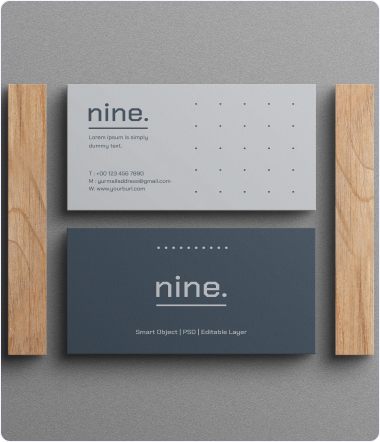 nine.
Lorem ipsum is simply
dummy text.
T : +00 123 456 7890
M : yurmailaddress@gmail.com
W: www.yoururl.com
nine.
Smart Object | PSD | Editable Layer